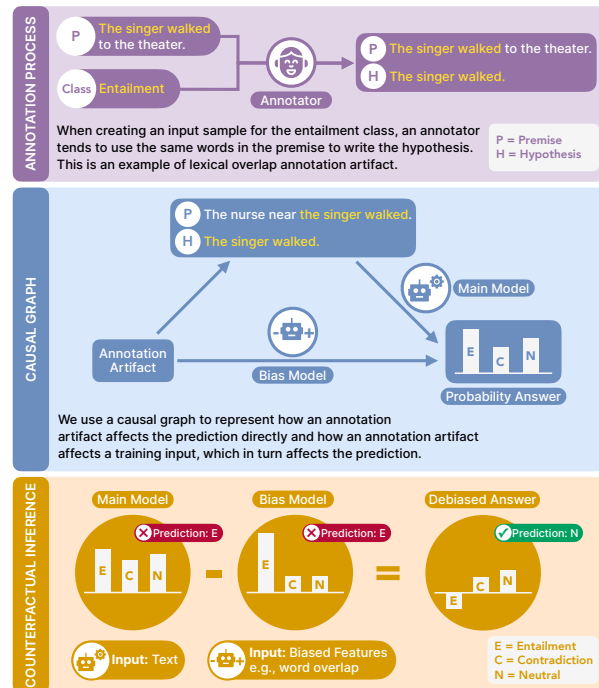 ANNOTATION PROCESS
P
The singer walked
to the theater.
Class
Entailment
Annotator
P
The singer walked to the theater.
H
The singer walked.
When creating an input sample for the entailment class, an annotator
tends to use the same words in the premise to write the hypothesis.
This is an example of lexical overlap annotation artifact.
P = Premise
H = Hypothesis
CAUSAL GRAPH
P
The nurse near the singer walked.
H
The singer walked.
Main Model
Annotation
Artifact
- +
Bias Model
E
C
N
Probability Answer
We use a causal graph to represent how an annotation
artifact affects the prediction directly and how an annotation artifact
affects a training input, which in turn affects the prediction.
COUNTERFACTUAL INFERENCE
Main Model
Prediction: E
E
C
N
-
Bias Model
Prediction: E
E
C
N
=
Debiased Answer
Prediction: N
E
C
N
Input: Text
- +
Input: Biased Features
e.g., word overlap
E = Entailment
C = Contradiction
N = Neutral